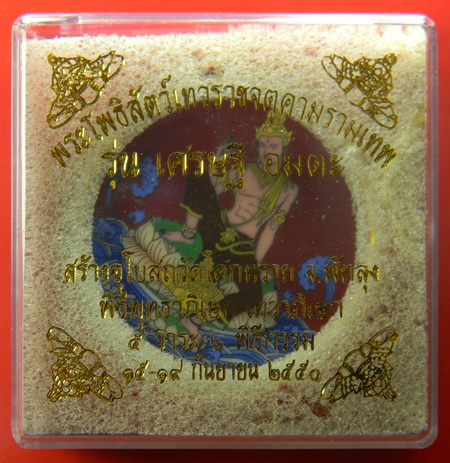 พระโพธิสัตว์เทวราชจตุคามรามเทพ
รุ่น เศรษฐี อมตะ
สร้างอุโบสถวัดโคกทราย จ.พัทลุง
พิธีพุทธาภิเษก เทวาภิเษก
๕ วาระ ๖ พิธีกรรม
๑๕-๑๙ กันยายน ๒๕๕๐